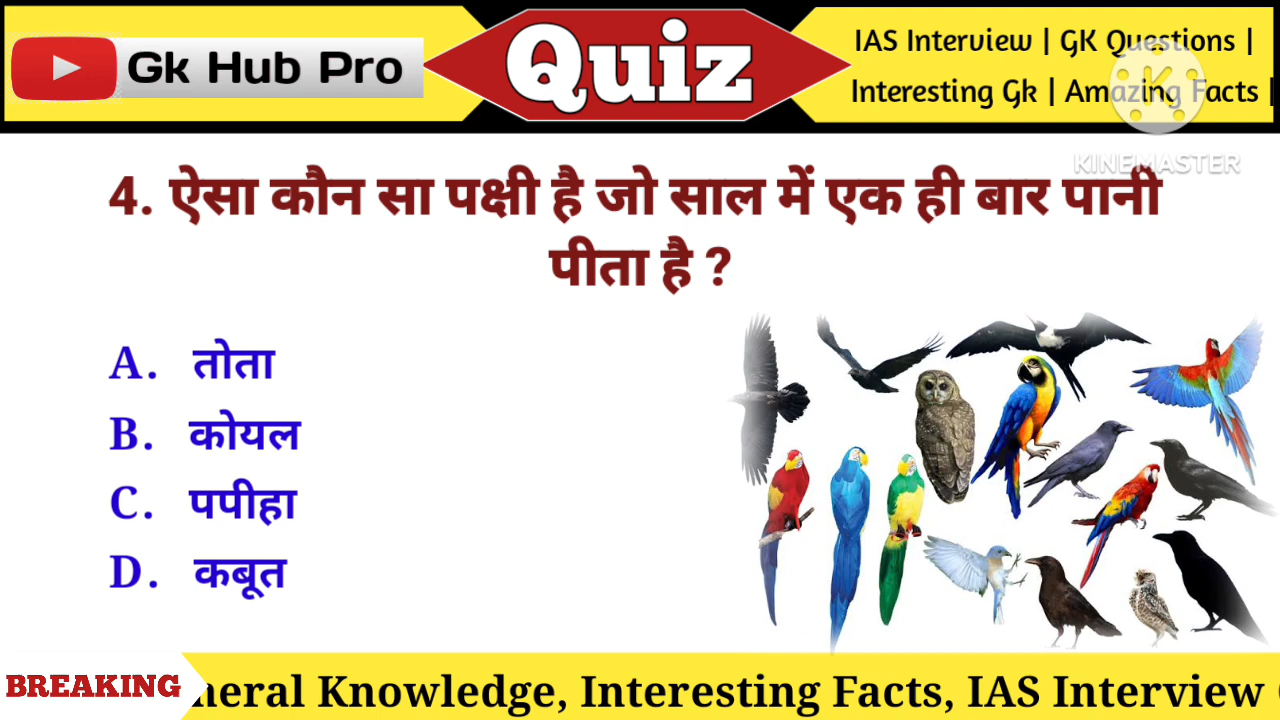 Gk Hub Pro
Quiz
IAS Interview | GK Questions |
Interesting Gk | Amazing Facts |
KINEMASTER
4. ऐसा कौन सा पक्षी है जो साल में एक ही बार पानी
पीता है ?
A. तोता
B. कोयल
C. पपीहा
D. कबूत
BREAKING
neral Knowledge, Interesting Facts, IAS Interview